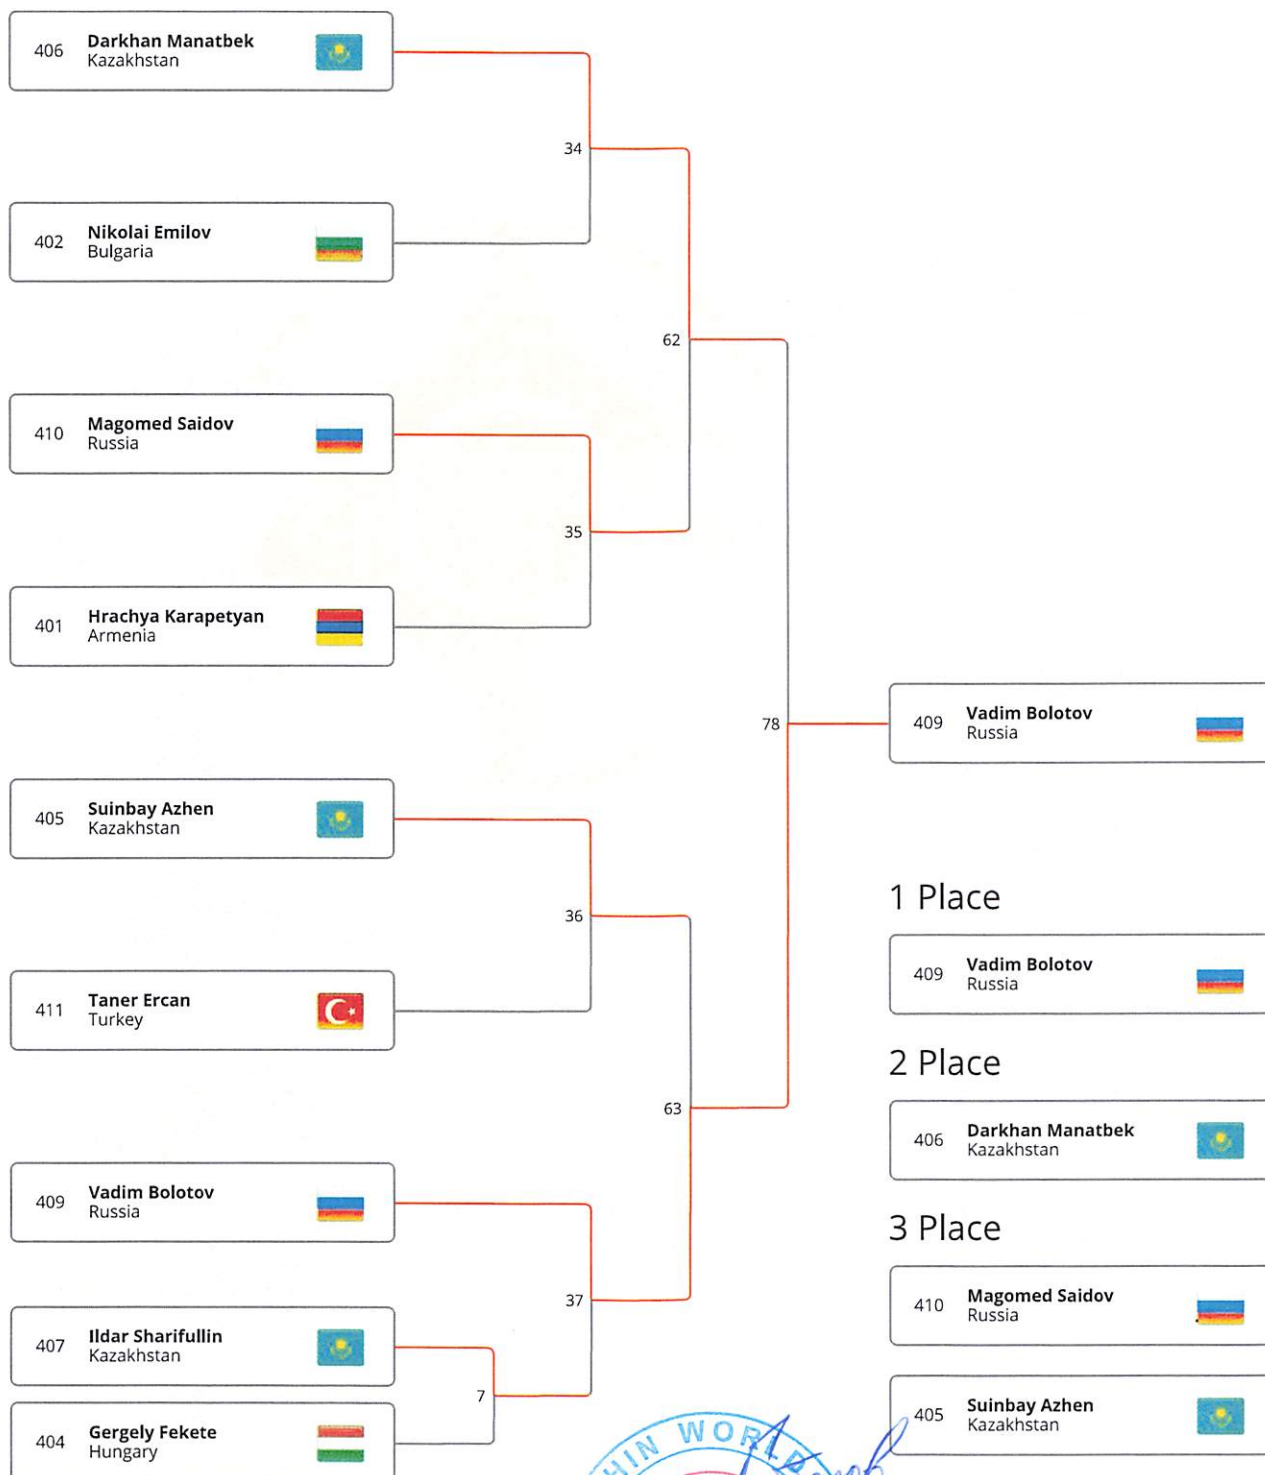 406
Darkhan Manatbek
Kazakhstan
34
402
Nikolai Emilov
Bulgaria
62
410
Magomed Saidov
Russia
35
401
Hrachya Karapetyan
Armenia
78
409
Vadim Bolotov
Russia
405
Suinbay Azhen
Kazakhstan
36
411
Taner Ercan
Turkey
63
409
Vadim Bolotov
Russia
37
407
Ildar Sharifullin
Kazakhstan
7
404
Gergely Fekete
Hungary
1 Place
409
Vadim Bolotov
Russia
2 Place
406
Darkhan Manatbek
Kazakhstan
3 Place
410
Magomed Saidov
Russia
405
Suinbay Azhen
Kazakhstan